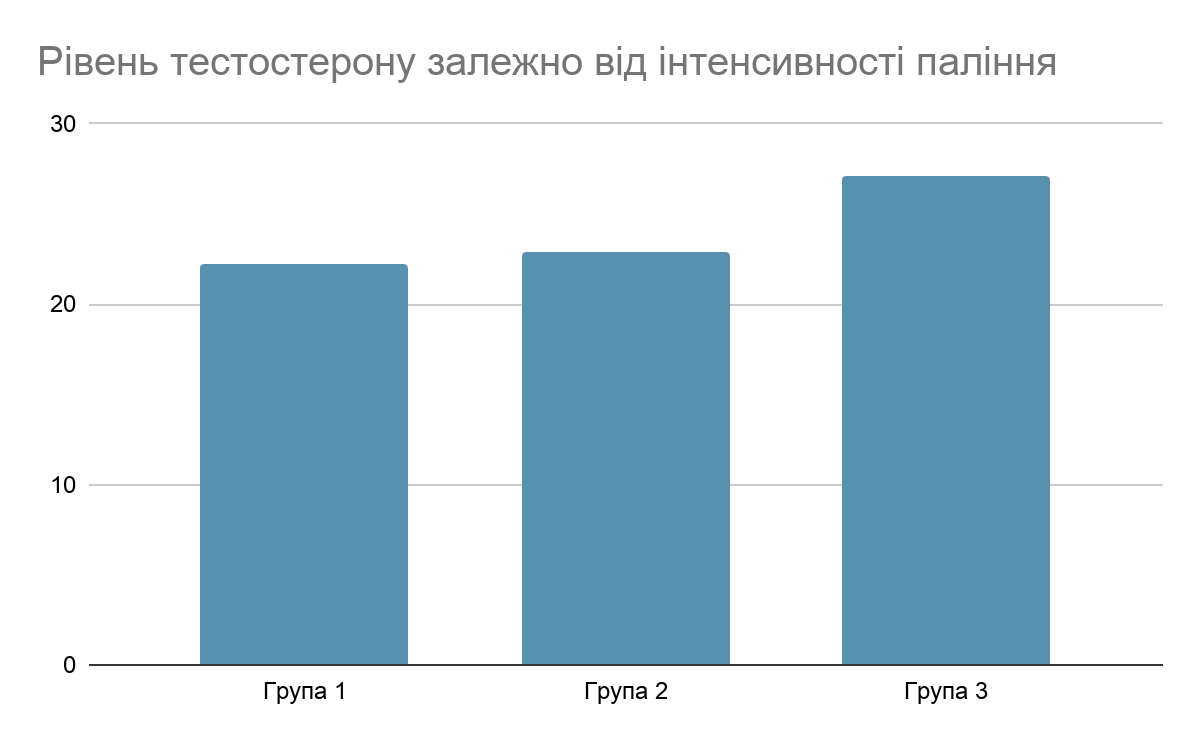 Рівень тестостерону залежно від інтенсивності паління
30
20
10
0
Група 1
Група 2
Група 3